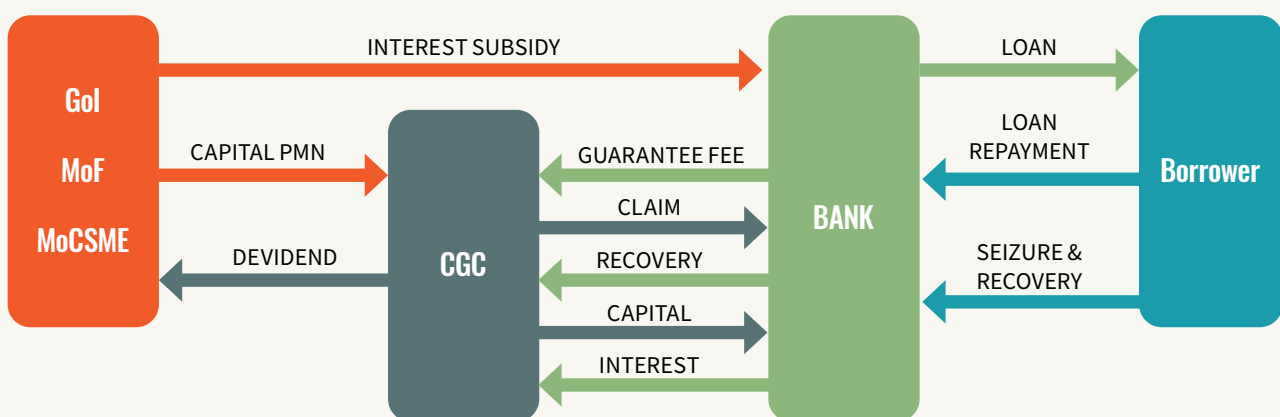 GoI
MoF
MoCSME
INTEREST SUBSIDY
CAPITAL PMN
DEVIDEND
CGC
GUARANTEE FEE
CLAIM
RECOVERY
CAPITAL
INTEREST
BANK
LOAN
LOAN
REPAYMENT
SEIZURE &
RECOVERY
Borrower